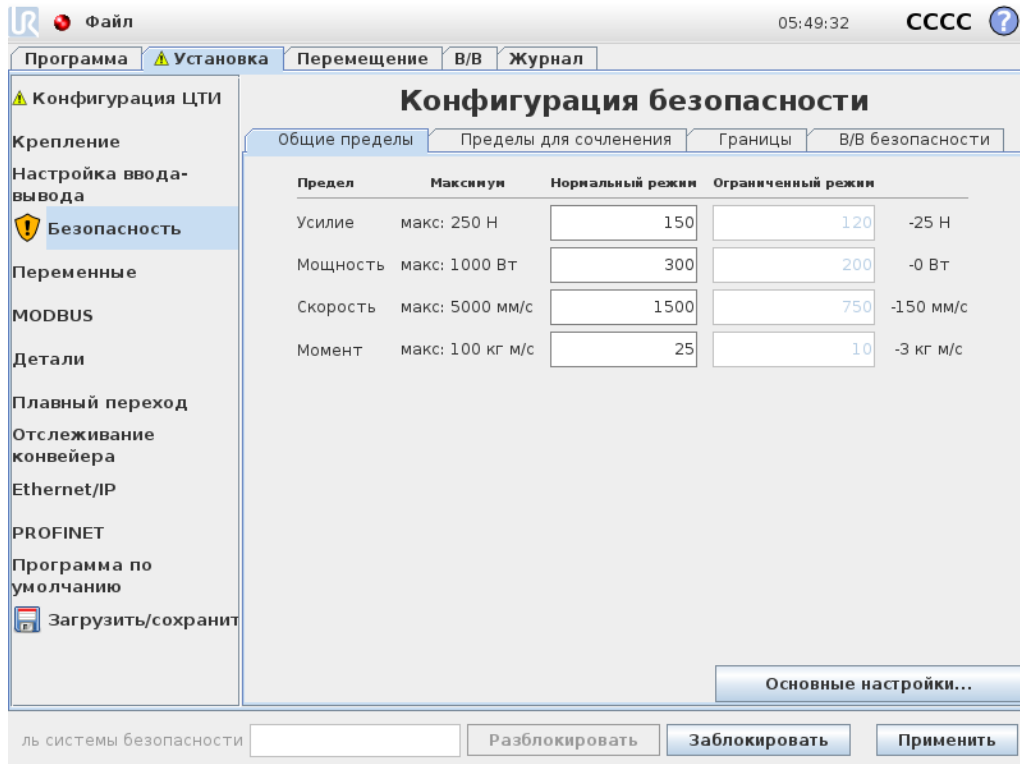 UR Файл 05:49:32 CCCC ?
Программа Установка Перемещение В/В Журнал
Конфигурация ЦТИ
Крепление
Настройка ввода-
вывода
Безопасность
Переменные
MODBUS
Детали
Плавный переход
Отслеживание
конвейера
Ethernet/IP
PROFINET
Программа по
умолчанию
Загрузить/сохранит
Конфигурация безопасности
Общие пределы Пределы для сочленения Границы В/В безопасности
Предел Максимум Нормальный режим Ограниченный режим
Усилие макс: 250 Н 150 120 -25 Н
Мощность макс: 1000 Вт 300 200 -0 Вт
Скорость макс: 5000 мм/с 1500 750 -150 мм/с
Момент макс: 100 кг м/с 25 10 -3 кг м/с
Основные настройки...
ль системы безопасности Разблокировать Заблокировать Применить